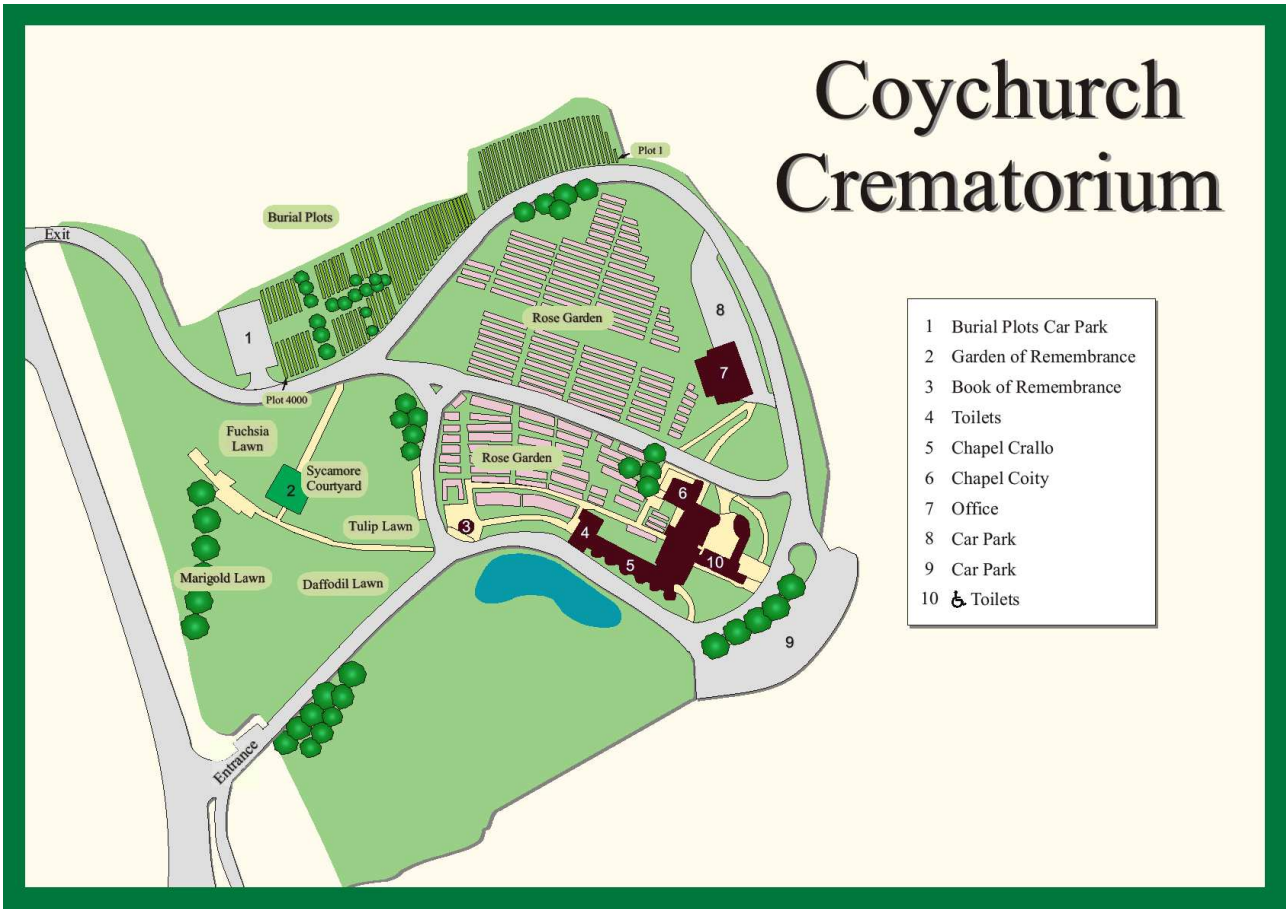 Coychurch
Crematorium
Plot 1
Burial Plots
Exit
8
Rose Garden
1
7
Plot 4000
Fuchsia
Lawn
Rose Garden
Sycamore
Courtyard
2
6
Tulip Lawn
3
4
5
10
Marigold Lawn
Daffodil Lawn
9
Entrance
1 Burial Plots Car Park
2 Garden of Remembrance
3 Book of Remembrance
4 Toilets
5 Chapel Crallo
6 Chapel Coity
7 Office
8 Car Park
9 Car Park
10 Toilets